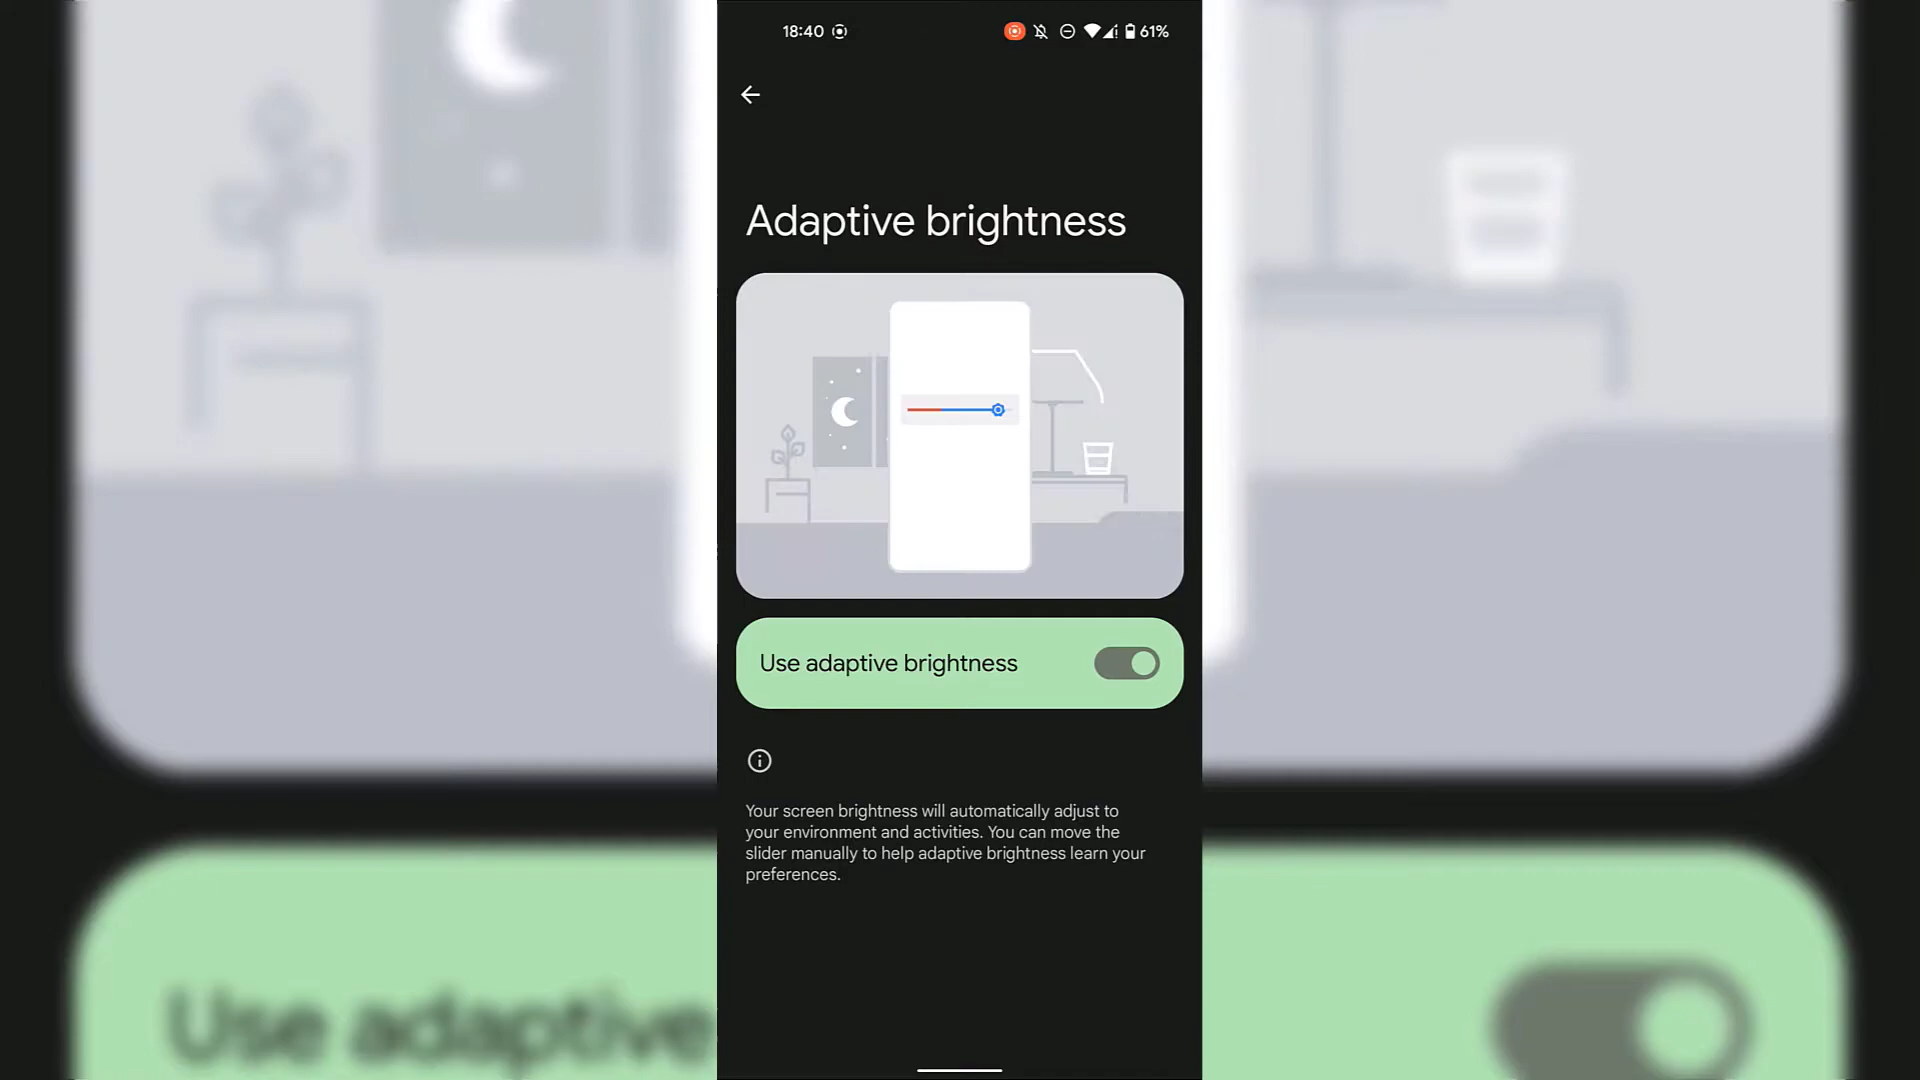 18:40 61%
Adaptive brightness
Use adaptive brightness
Your screen brightness will automatically adjust to
your environment and activities. You can move the
slider manually to help adaptive brightness learn your
preferences.
Use adaptive